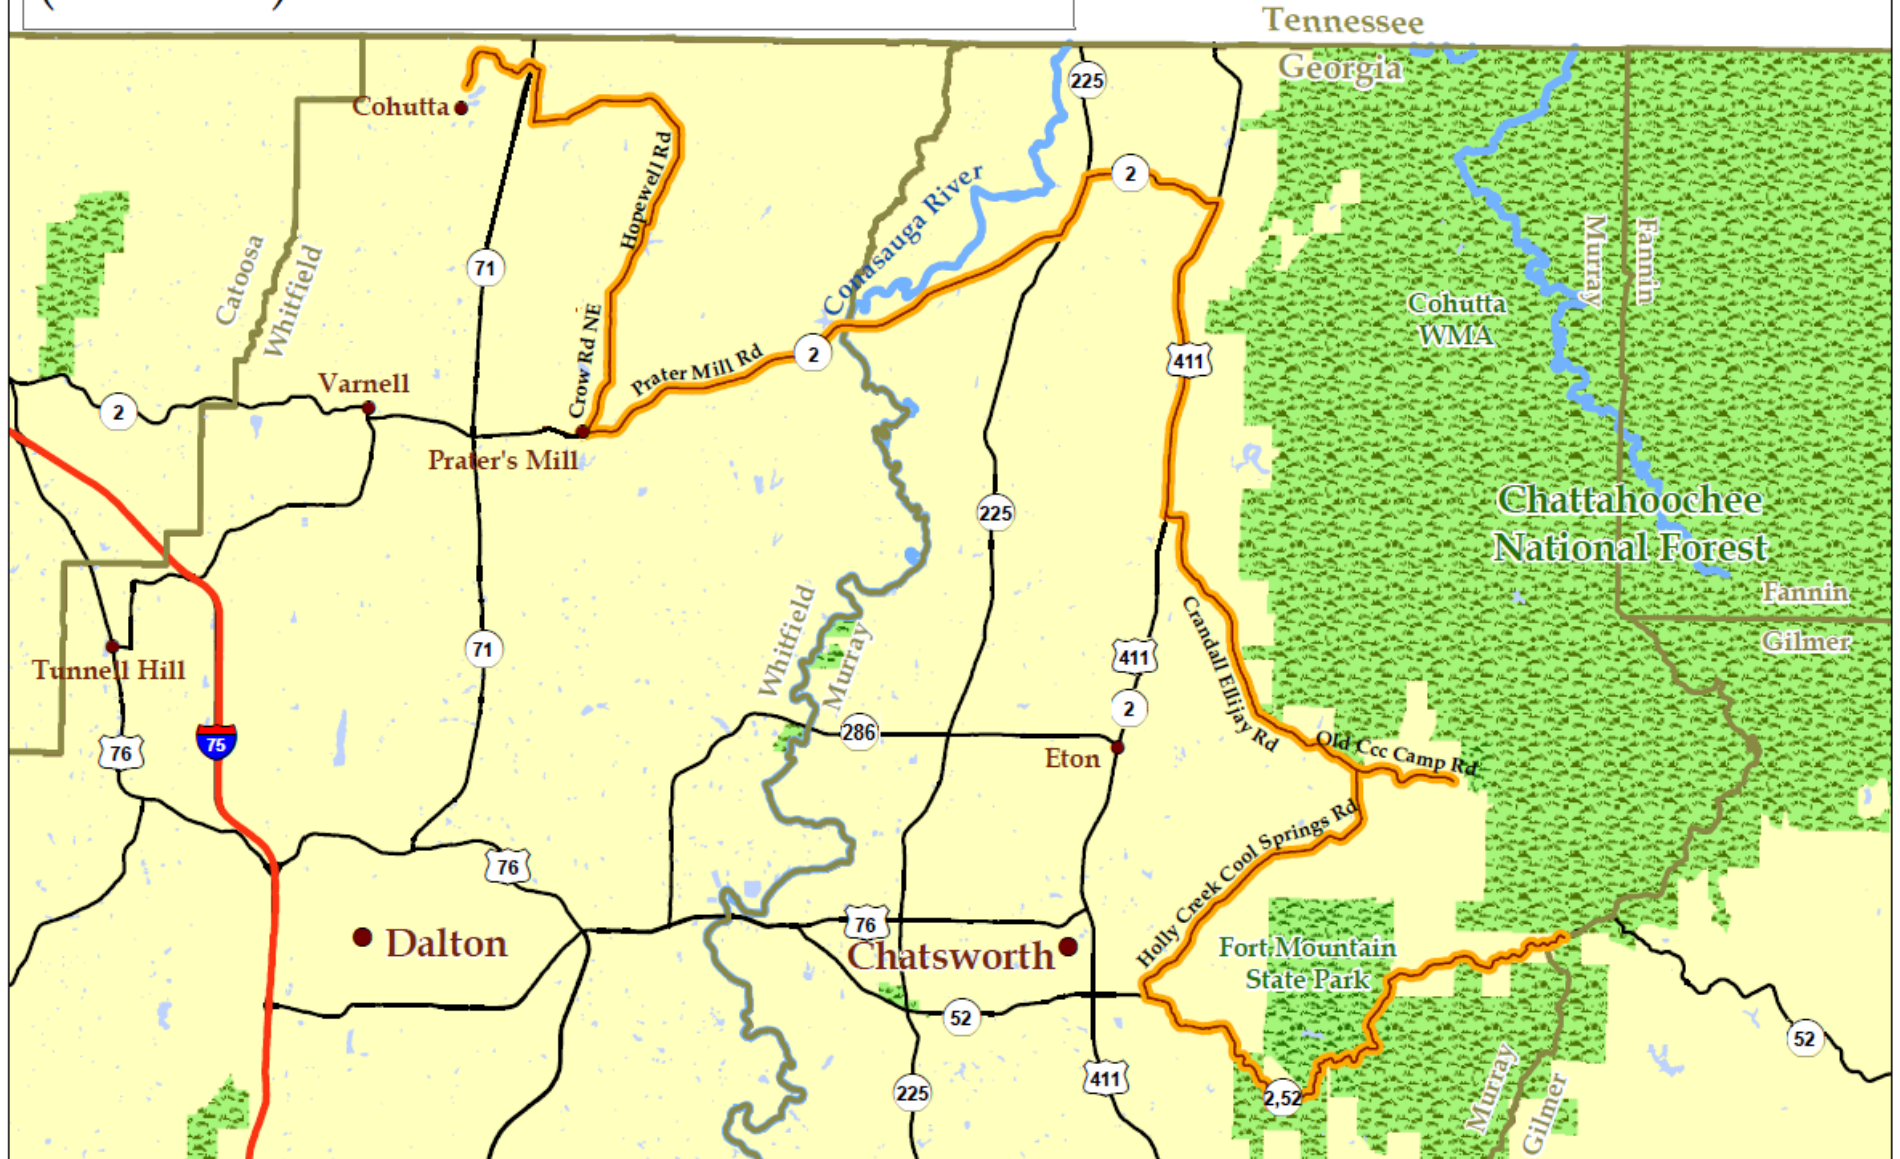 Tennessee
Georgia
225
Cohutta
2
Hopewell Rd
Conasauga River
Catoosa
Whitfield
71
Murray
Fannin
Cohutta
WMA
Crow Rd NE
2
Prater Mill Rd
411
Varnell
2
Prater's Mill
225
Chattahoochee
National Forest
Fannin
Gilmer
Whitfield
Murray
71
411
2
Crandall Ellijay Rd
Tunnell Hill
76
75
286
Eton
Old Ccc Camp Rd
Holly Creek Cool Springs Rd
76
76
Dalton
Chatsworth
Fort Mountain
State Park
52
52
225
411
2,52
Murray
Gilmer